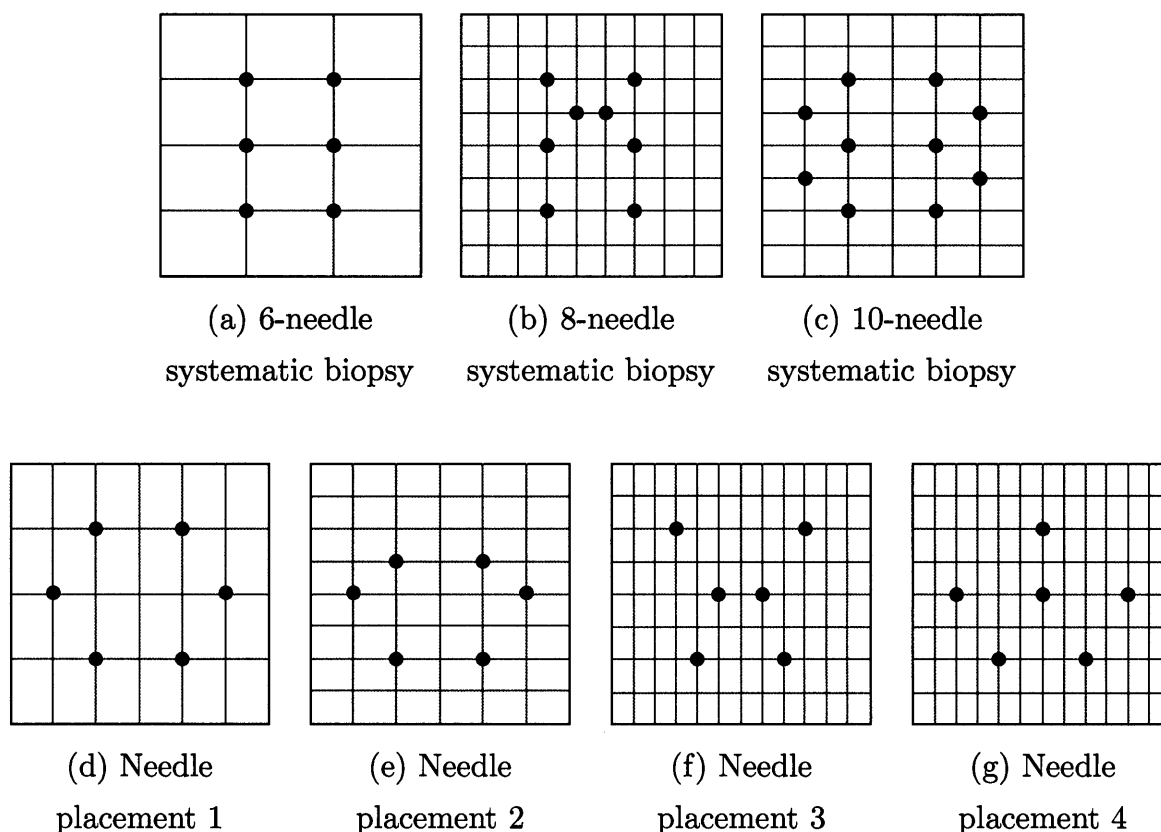 (a) 6-needle
systematic biopsy
(b) 8-needle
systematic biopsy
(c) 10-needle
systematic biopsy
(d) Needle
placement 1
(e) Needle
placement 2
(f) Needle
placement 3
(g) Needle
placement 4